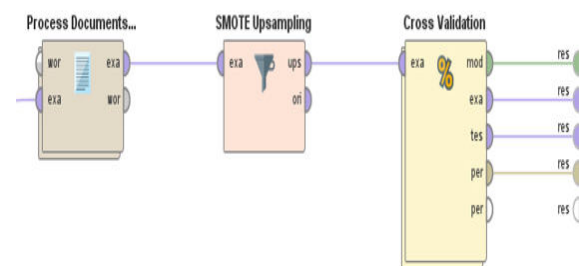 Process Documents... SMOTE Upsampling Cross Validation
wor exa exa ups exa mod res
exa wor ori exa res
tes res
per res
per res